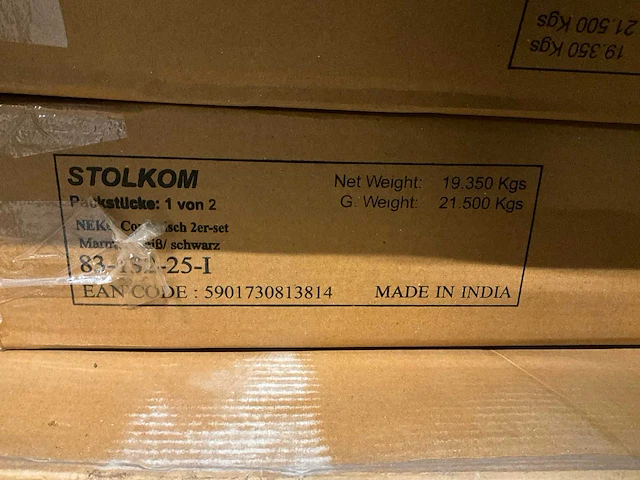 21.500 Kgs
19.350 Kgs
STOLKOM
Packstücke: 1 von 2
Net Weight: 19.350 Kgs
G. Weight: 21.500 Kgs
2er-set
schwarz
-25-I
EAN CODE : 5901730813814
MADE IN INDIA